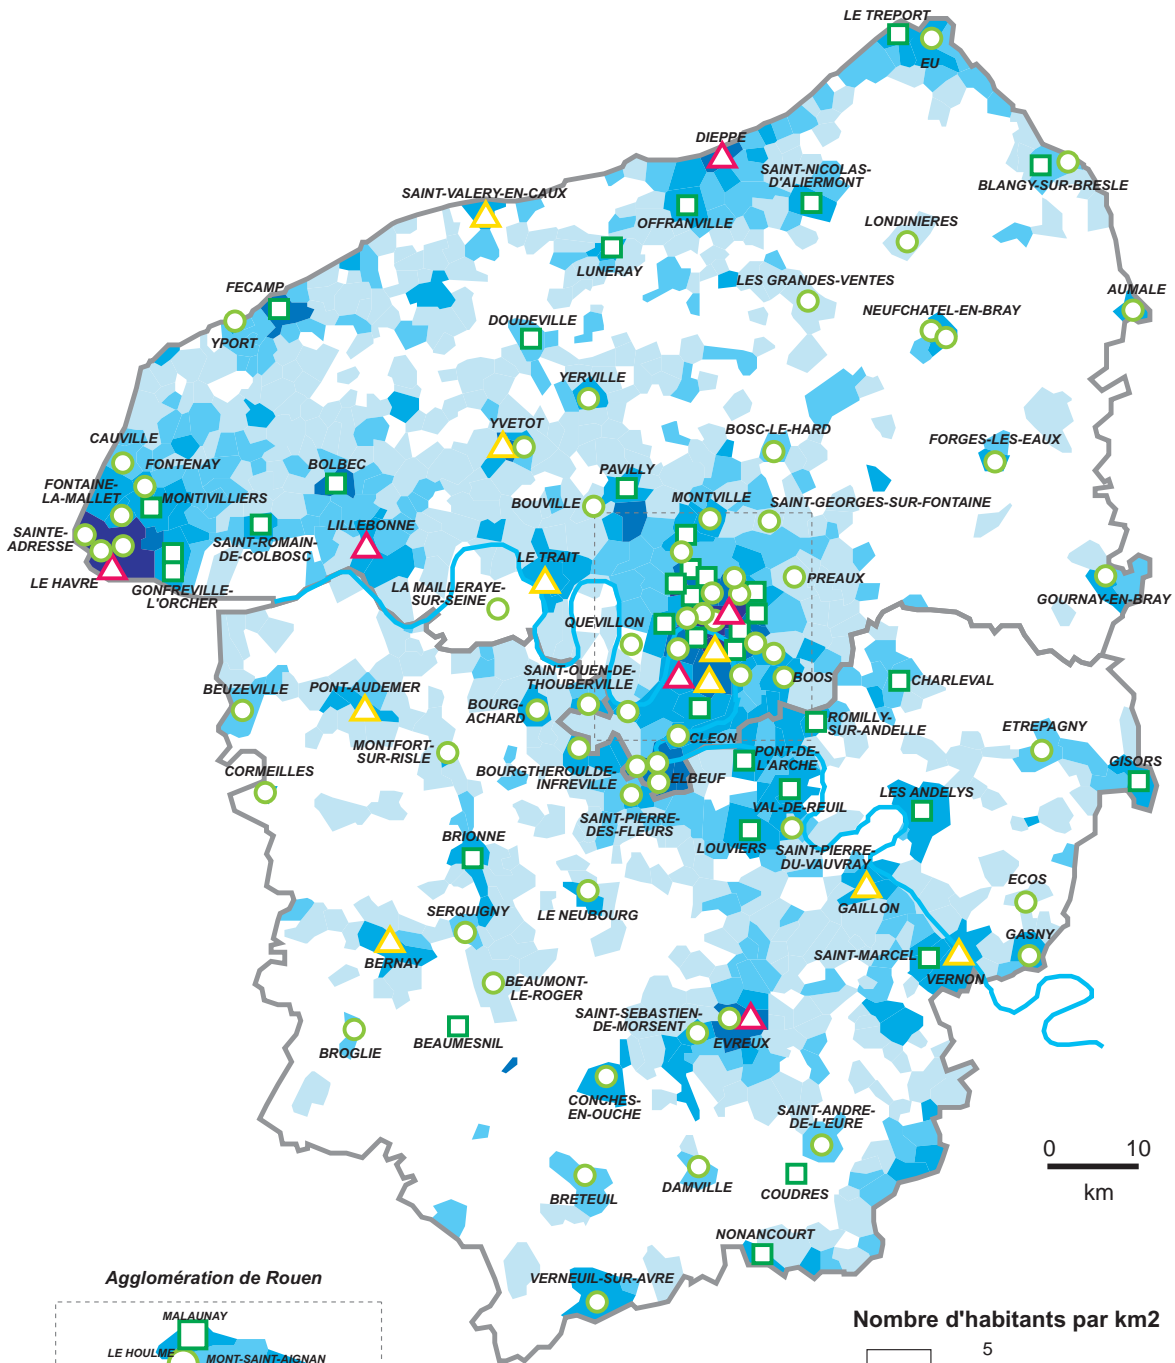 LE TREPORT
EU
DIEPPE
SAINT-NICOLAS-
D'ALIERMONT
BLANGY-SUR-BRESLE
SAINT-VALERY-EN-CAUX
OFFRANVILLE
LONDINIERES
LUNERAY
LES GRANDES-VENTES
AUMALE
FECAMP
NEUFCHATEL-EN-BRAY
DOUDEVILLE
YPORT
YERVILLE
YVETOT
BOSC-LE-HARD
FORGES-LES-EAUX
CAUVILLE
FONTENAY
BOLBEC
PAVILLY
FONTAINE-
LA-MALLET
MONTIVILLIERS
BOUVILLE
MONTVILLE
SAINT-GEORGES-SUR-FONTAINE
SAINTE-
ADRESSE
SAINT-ROMAIN-
DE-COLBOSC
LILLEBONNE
LE TRAIT
LE HAVRE
GONFREVILLE-
L'ORCHER
LA MAILLERAYE-
SUR-SEINE
PREAUX
GOURNAY-EN-BRAY
QUEVILLON
SAINT-OUEN-DE-
THOUBERVILLE
BOOS
CHARLEVAL
BEUZEVILLE
PONT-AUDEMER
BOURG-
ACHARD
ROMILLY-
SUR-ANDELLE
ETREPAGNY
MONTFORT-
SUR-RISLE
CLEON
PONT-DE-
L'ARCHE
GISORS
CORMEILLES
BOURGTHEROULDE-
INFREVILLE
ELBEUF
LES ANDELYS
VAL-DE-REUIL
SAINT-PIERRE-
DES-FLEURS
BRIONNE
LOUVIERS
SAINT-PIERRE-
DU-VAUVRAY
ECOS
SERQUIGNY
LE NEUBOURG
GAILLON
GASNY
BERNAY
SAINT-MARCEL
VERNON
BEAUMONT-
LE-ROGER
SAINT-SEBASTIEN-
DE-MORSENT
EVREUX
BROGLIE
BEAUMESNIL
CONCHES-
EN-OUCHE
SAINT-ANDRE-
DE-L'EURE
0 10
km
BRETEUIL
DAMVILLE
COUDRES
NONANCOURT
VERNEUIL-SUR-AVRE
Agglomération de Rouen
MALAUNAY
LE HOULME
MONT-SAINT-AIGNAN
Nombre d'habitants par km2
5